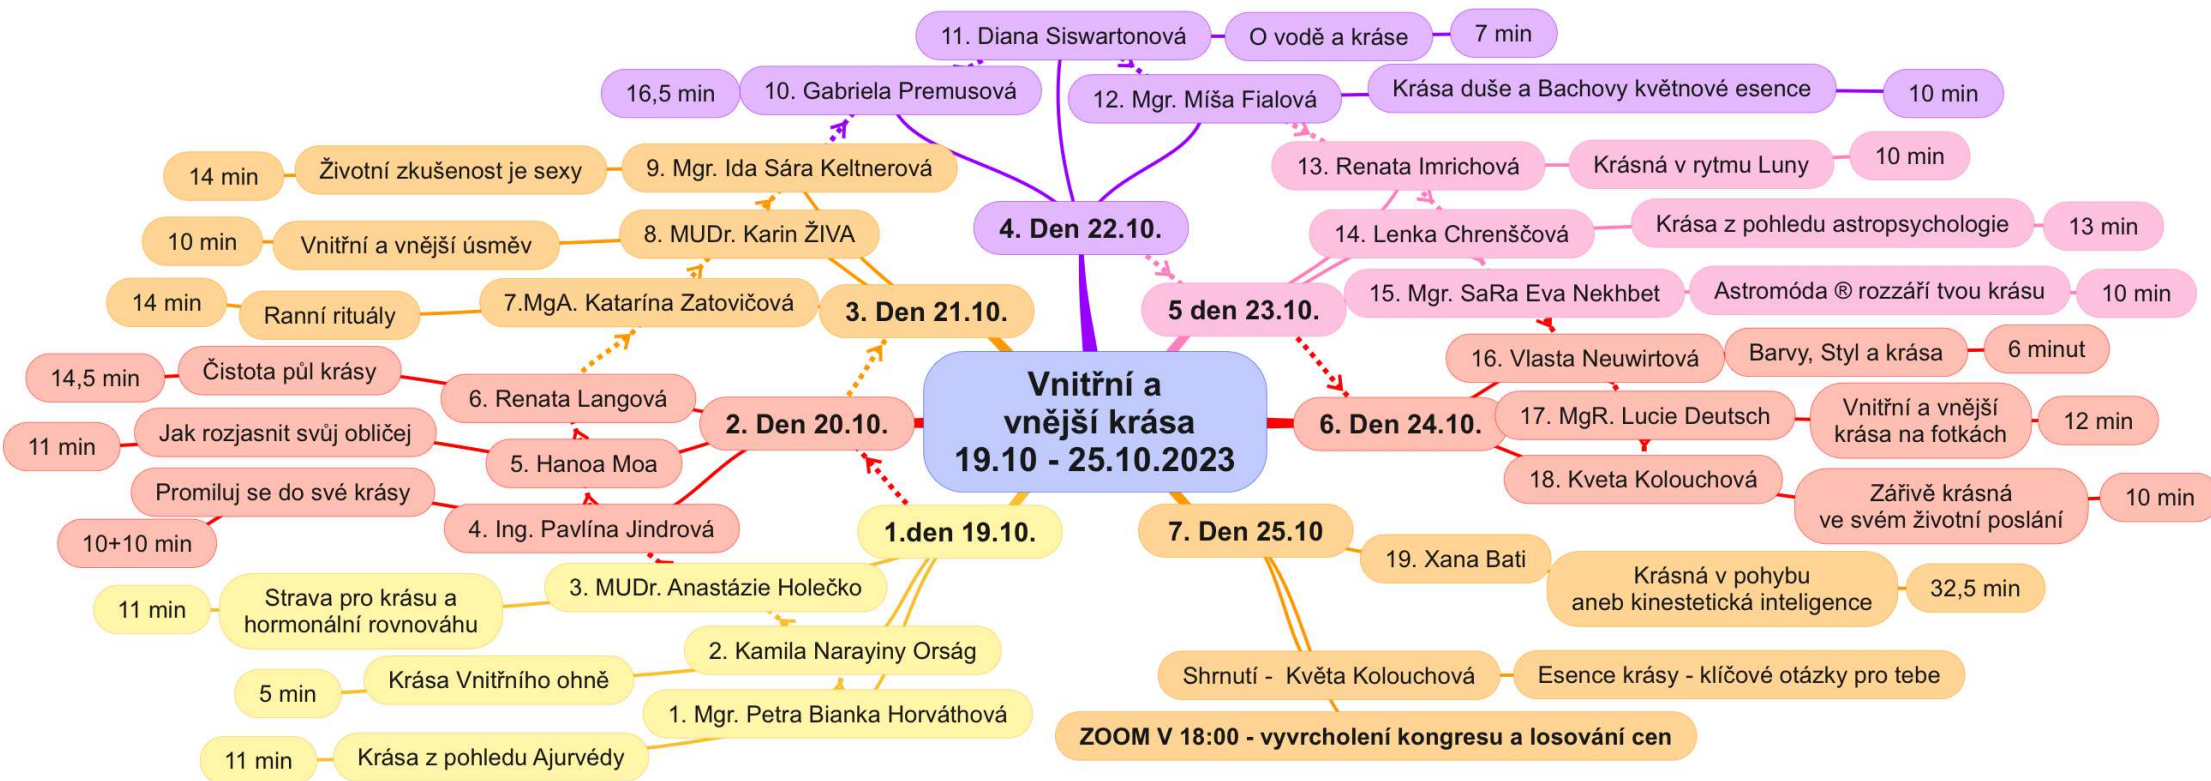 Vnitřní a
vnější krása
19.10 - 25.10.2023
1.den 19.10.
1. Mgr. Petra Bianka Horváthová
Krása z pohledu Ajurvédy
11 min
2. Kamila Narayiny Orság
Krása Vnitřního ohně
5 min
3. MUDr. Anastázie Holečko
Strava pro krásu a
hormonální rovnováhu
11 min
2. Den 20.10.
4. Ing. Pavlína Jindrová
Promiluj se do své krásy
10+10 min
5. Hanoa Moa
Jak rozjasnit svůj obličej
11 min
6. Renata Langová
Čistota půl krásy
14,5 min
3. Den 21.10.
7.MgA. Katarína Zatovičová
Ranní rituály
14 min
8. MUDr. Karin ŽIVA
Vnitřní a vnější úsměv
10 min
9. Mgr. Ida Sára Keltnerová
Životní zkušenost je sexy
14 min
4. Den 22.10.
10. Gabriela Premusová
16,5 min
11. Diana Siswartonová
O vodě a kráse
7 min
12. Mgr. Míša Fialová
Krása duše a Bachovy květnové esence
10 min
5 den 23.10.
13. Renata Imrichová
Krásná v rytmu Luny
10 min
14. Lenka Chrenščová
Krása z pohledu astropsychologie
13 min
15. Mgr. SaRa Eva Nekhbet
Astromóda ® rozzáří tvou krásu
10 min
6. Den 24.10.
16. Vlasta Neuwirtová
Barvy, Styl a krása
6 minut
17. MgR. Lucie Deutsch
Vnitřní a vnější
krása na fotkách
12 min
18. Kveta Kolouchová
Zářivě krásná
ve svém životní poslání
10 min
7. Den 25.10
19. Xana Bati
Krásná v pohybu
aneb kinestetická inteligence
32,5 min
Shrnutí - Květa Kolouchová
Esence krásy - klíčové otázky pro tebe
ZOOM V 18:00 - vyvrcholení kongresu a losování cen